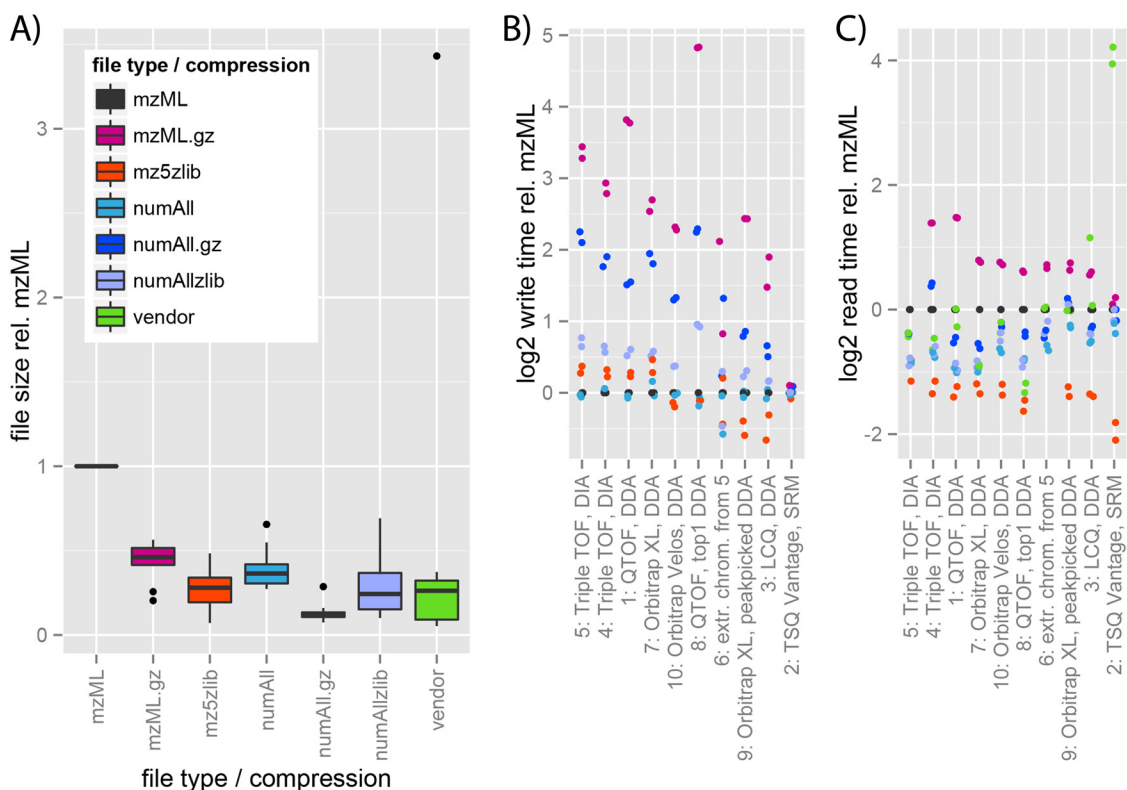 A)
file size rel. mzML
3
2
1
0
file type / compression
mzML
mzML.gz
mz5zlib
numAll
numAll.gz
numAllzlib
vendor
mzML
mzML.gz
mz5zlib
numAll
numAll.gz
numAllzlib
vendor
file type / compression
B)
log2 write time rel. mzML
5
4
3
2
1
0
5: Triple TOF, DIA
4: Triple TOF, DIA
1: QTOF, DDA
7: Orbitrap XL, DDA
10: Orbitrap Velos, DDA
8: QTOF, top1 DDA
6: extr. chrom. from 5
9: Orbitrap XL, peakpicked DDA
3: LCQ, DDA
2: TSQ Vantage, SRM
C)
log2 read time rel. mzML
4
2
0
-2
5: Triple TOF, DIA
4: Triple TOF, DIA
1: QTOF, DDA
7: Orbitrap XL, DDA
10: Orbitrap Velos, DDA
8: QTOF, top1 DDA
6: extr. chrom. from 5
9: Orbitrap XL, peakpicked DDA
3: LCQ, DDA
2: TSQ Vantage, SRM